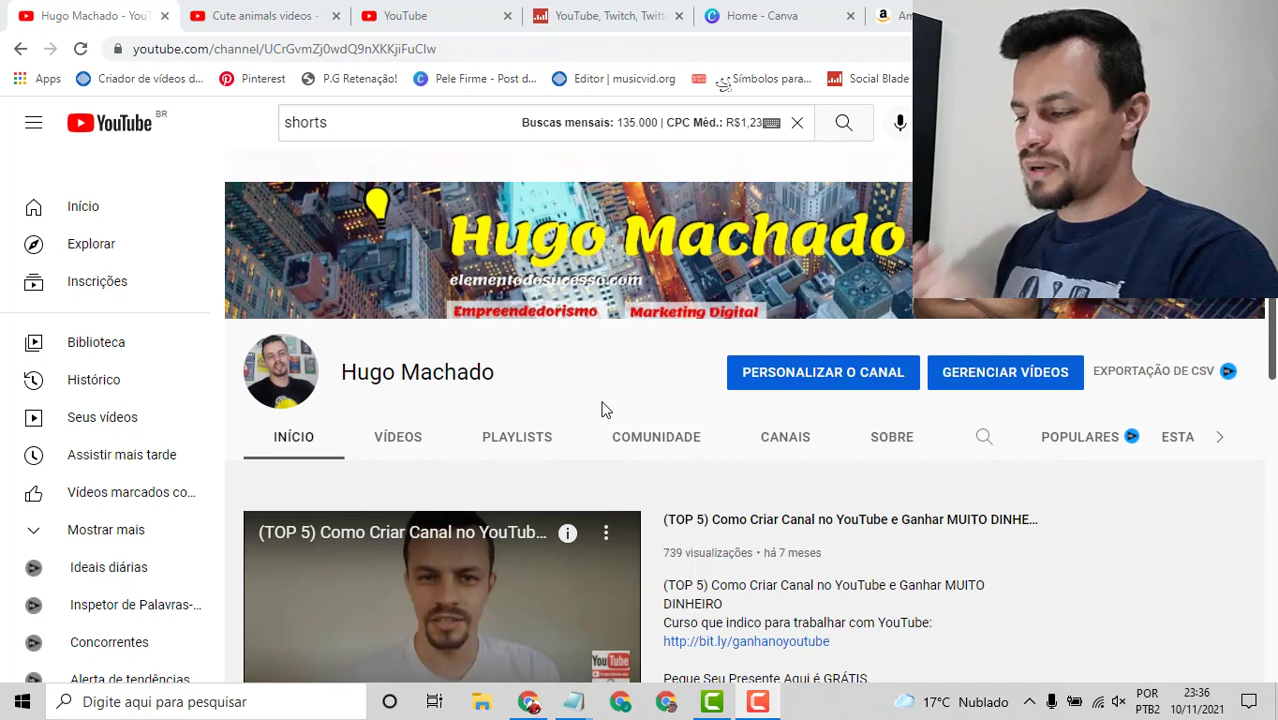 Hugo Machado - YouT
Cute animals videos -
YouTube
YouTube, Twitch, Twitt
Home - Canva
Am
youtube.com/channel/UCrGvmZj0wdQ9nXKKjiFuCIw
Apps
Criador de vídeos d...
Pinterest
P.G Retenação!
Pele Firme - Post d...
Editor | musicvid.org
Símbolos para...
Social Blade
YouTube BR
shorts
Buscas mensais: 135.000 | CPC Méd.: R$1,23
Hugo Machado
elementodosucesso.com
Empreendedorismo
Marketing Digital
Início
Explorar
Inscrições
Biblioteca
Histórico
Seus vídeos
Assistir mais tarde
Vídeos marcados co...
Mostrar mais
Ideais diárias
Inspetor de Palavras-...
Concorrentes
Alerta de tendências
Hugo Machado
PERSONALIZAR O CANAL
GERENCIAR VÍDEOS
EXPORTAÇÃO DE CSV
INÍCIO
VÍDEOS
PLAYLISTS
COMUNIDADE
CANAIS
SOBRE
POPULARES
ESTA
(TOP 5) Como Criar Canal no YouTub...
YouTube
(TOP 5) Como Criar Canal no YouTube e Ganhar MUITO DINHE...
739 visualizações • há 7 meses
(TOP 5) Como Criar Canal no YouTube e Ganhar MUITO
DINHEIRO
Curso que indico para trabalhar com YouTube:
http://bit.ly/ganhanoyoutube
Pegue Seu Presente Aqui é GRÁTIS
Digite aqui para pesquisar
17°C Nublado
POR
PTB2
23:36
10/11/2021